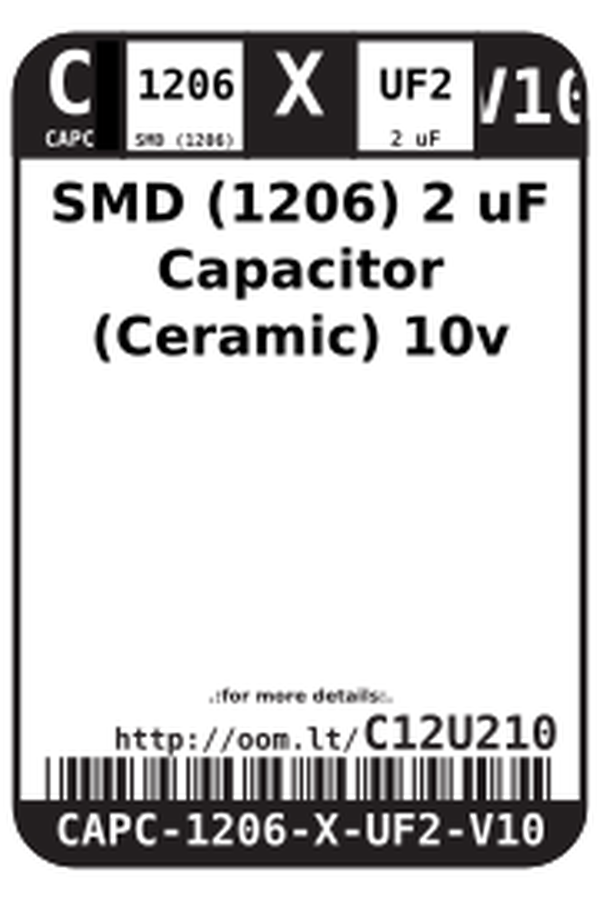 C 1206 X UF2 V10
CAPC SMD (1206) 2 uF
SMD (1206) 2 uF
Capacitor
(Ceramic) 10v
.:for more details:.
http://oom.lt/C12U210
CAPC-1206-X-UF2-V10